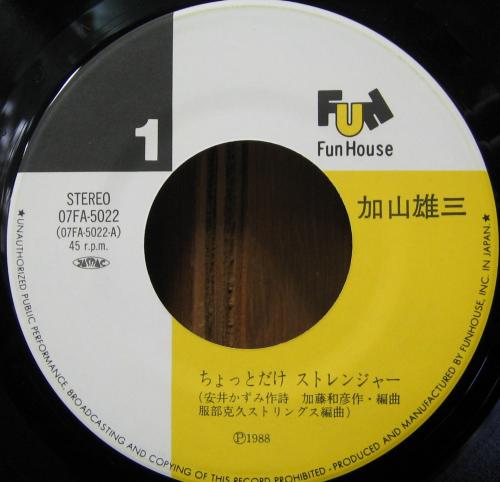 1
FUN
Fun House
STEREO
07FA-5022
(07FA-5022-A)
45 r.p.m.
JASRAC
加山雄三
ちょっとだけ ストレンジャー
(安井かずみ作詩 加藤和彦作・編曲
服部克久ストリングス編曲)
Ⓟ1988
★UNAUTHORIZED PUBLIC PERFORMANCE, BROADCASTING AND COPYING OF THIS RECORD PROHIBITED・PRODUCED AND MANUFACTURED BY FUNHOUSE, INC. IN JAPAN.★